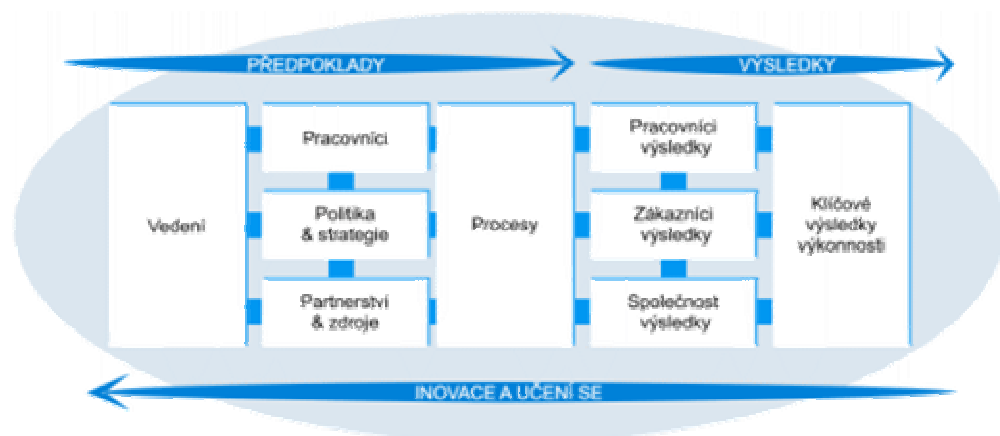 PŘEDPOKLADY
VÝSLEDKY
Vedení
Pracovníci
Politika
& strategie
Partnerství
& zdroje
Procesy
Pracovníci
výsledky
Zákazníci
výsledky
Společnost
výsledky
Klíčové
výsledky
výkonnosti
INOVACE A UČENÍ SE